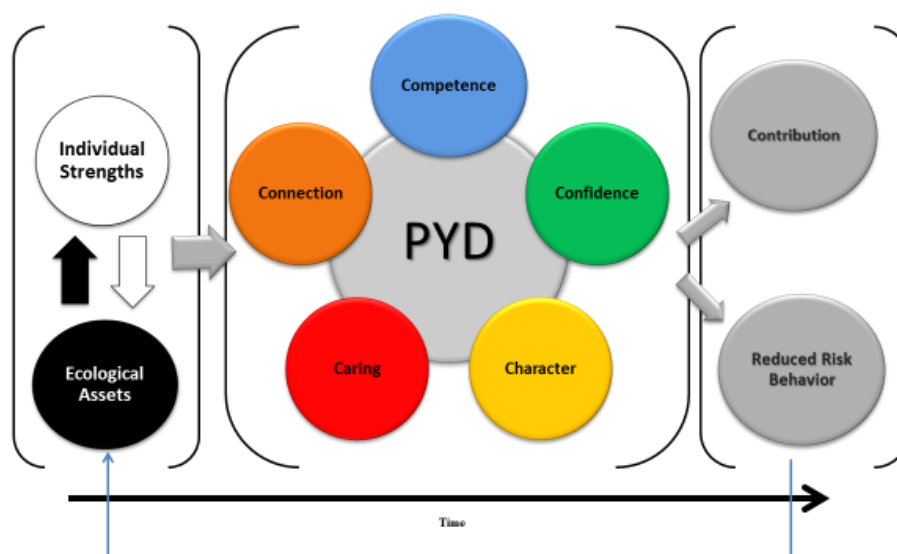 Individual
Strengths
Ecological
Assets
Competence
Connection
Confidence
PYD
Caring
Character
Contribution
Reduced Risk
Behavior
Time